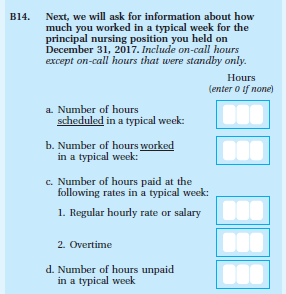 B14. Next, we will ask for information about how
much you worked in a typical week for the
principal nursing position you held on
December 31, 2017. Include on-call hours
except on-call hours that were standby only.
Hours
(enter 0 if none)
a. Number of hours
scheduled in a typical week:
b. Number of hours worked
in a typical week:
c. Number of hours paid at the
following rates in a typical week:
1. Regular hourly rate or salary
2. Overtime
d. Number of hours unpaid
in a typical week